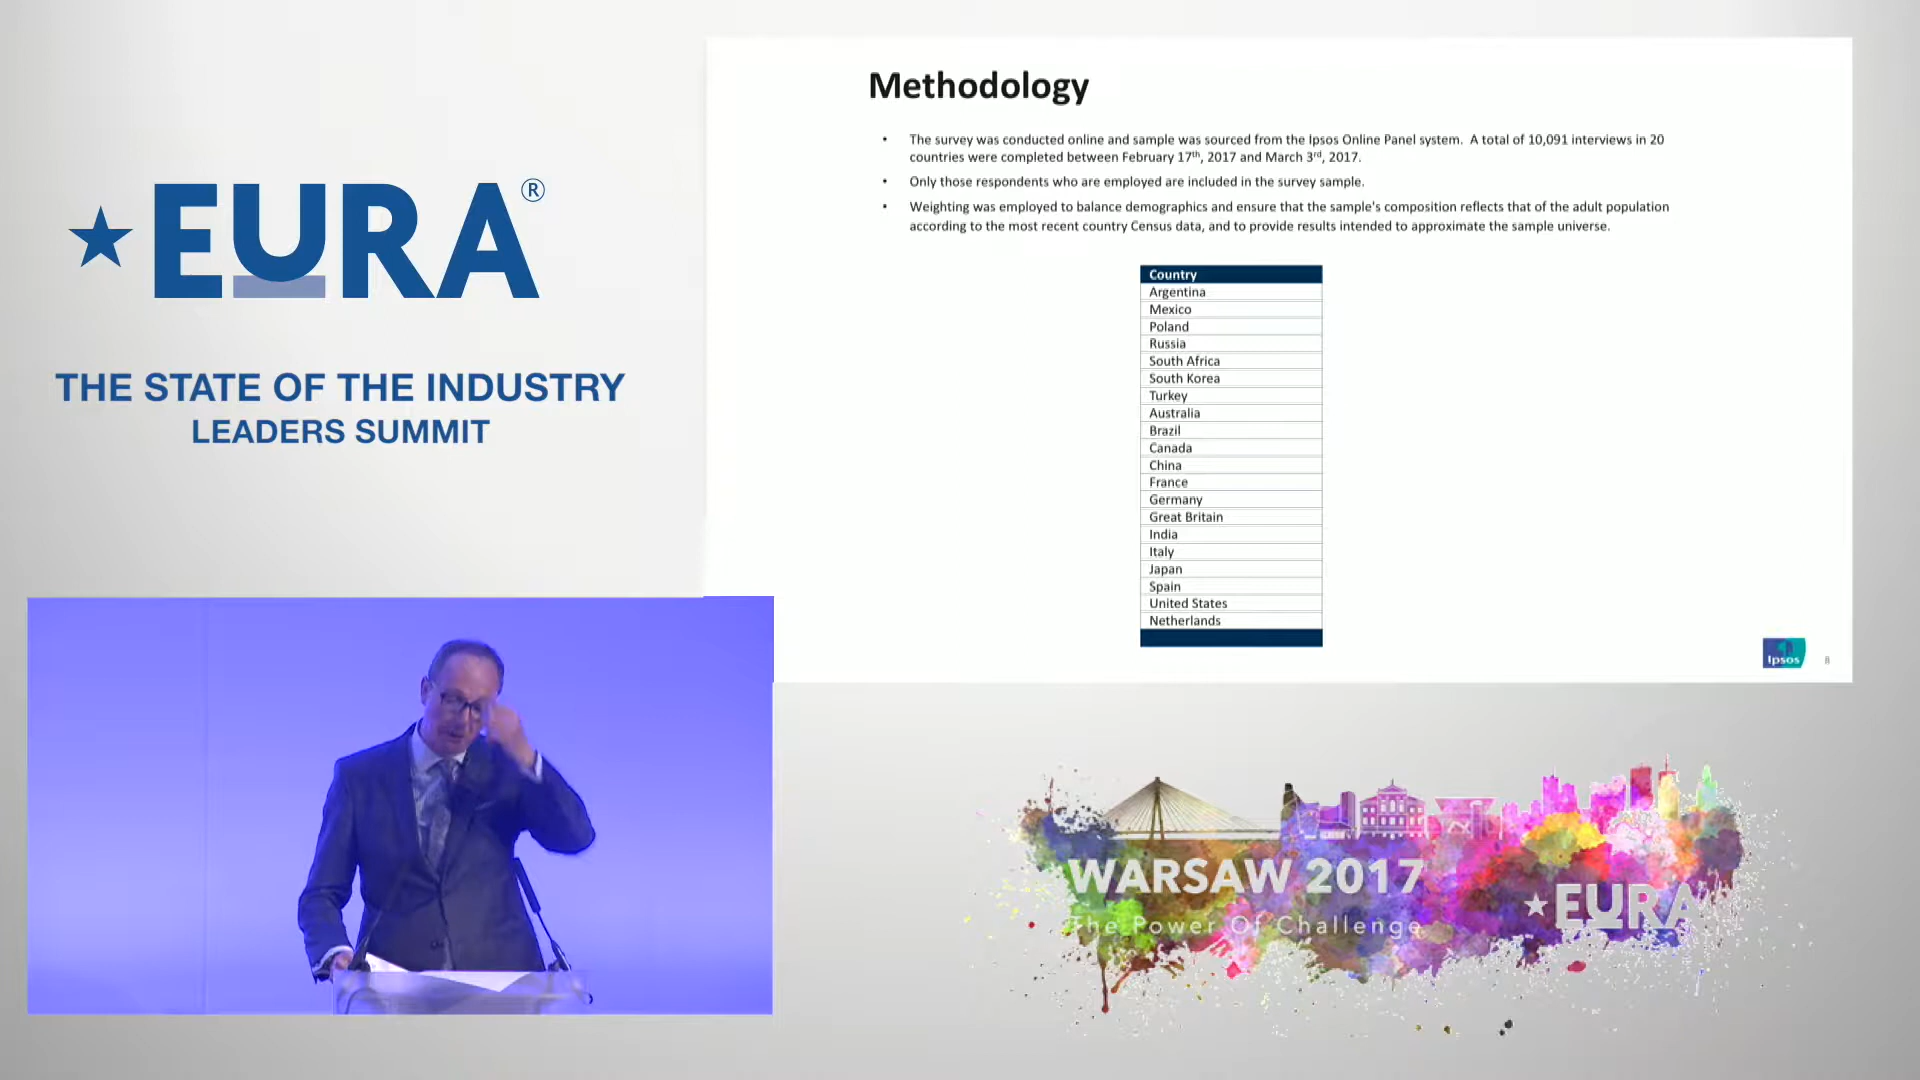 EURA®
THE STATE OF THE INDUSTRY
LEADERS SUMMIT
Methodology
• The survey was conducted online and sample was sourced from the Ipsos Online Panel system. A total of 10,091 interviews in 20
countries were completed between February 17th, 2017 and March 3rd, 2017.
• Only those respondents who are employed are included in the survey sample.
• Weighting was employed to balance demographics and ensure that the sample's composition reflects that of the adult population
according to the most recent country Census data, and to provide results intended to approximate the sample universe.
Country
Argentina
Mexico
Poland
Russia
South Africa
South Korea
Turkey
Australia
Brazil
Canada
China
France
Germany
Great Britain
India
Italy
Japan
Spain
United States
Netherlands
Ipsos
8
WARSAW 2017
The Power Of Challenge
EURA